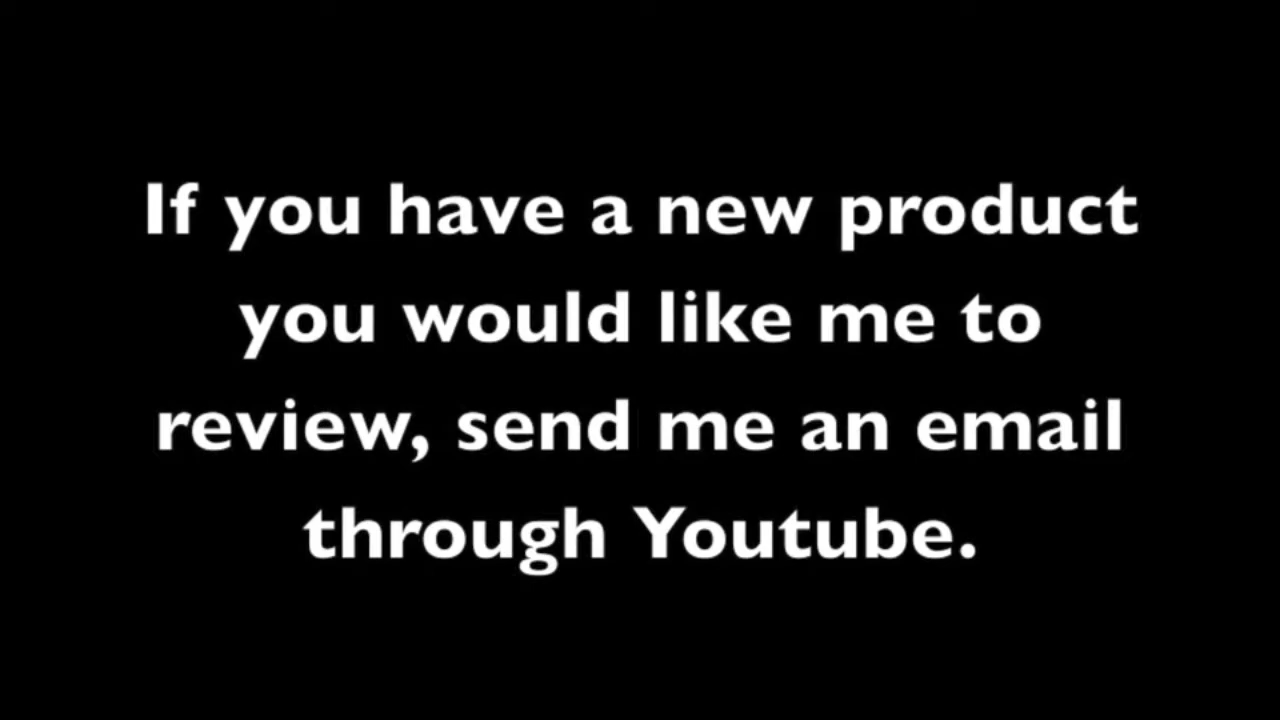 If you have a new product
you would like me to
review, send me an email
through Youtube.